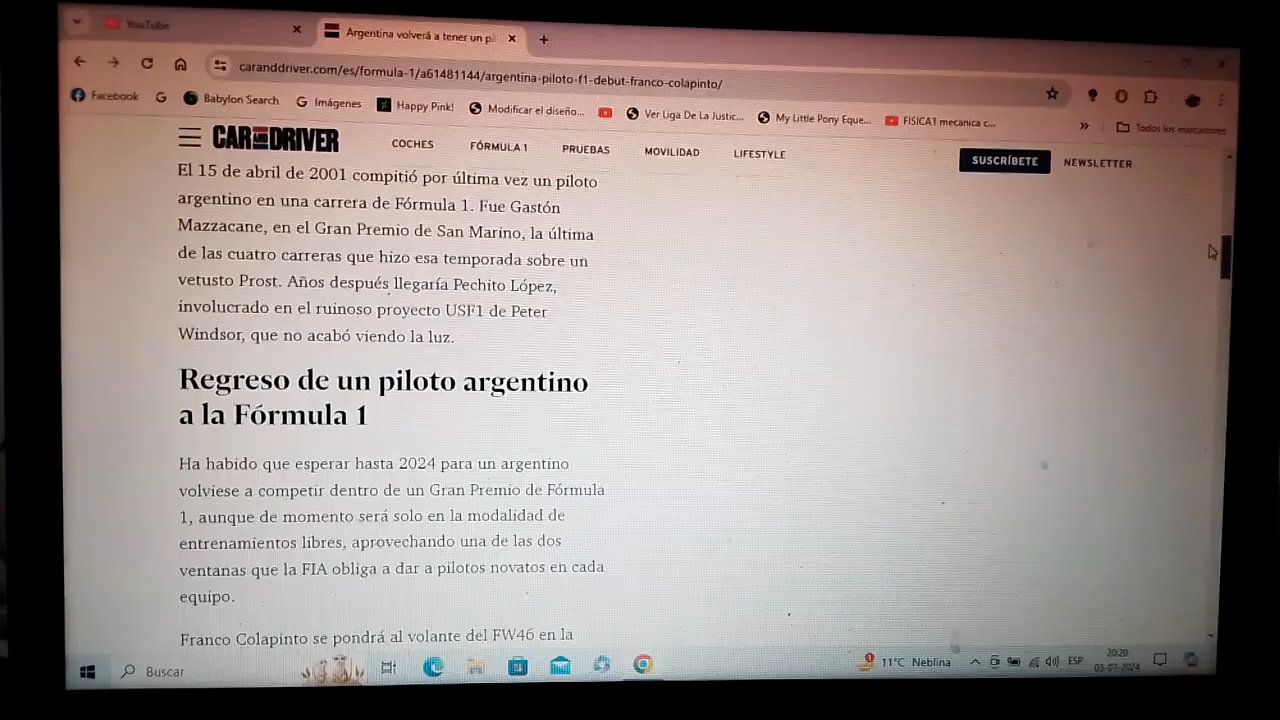 YouTube
Argentina volverá a tener un pi
caranddriver.com/es/formula-1/a61481144/argentina-piloto-f1-debut-franco-colapinto/
Facebook
Babylon Search
Imágenes
Happy Pink!
Modificar el diseño...
Ver Liga De La Justic...
My Little Pony Eque...
FISICA1 mecanica c...
Todos los marcadores
CAR AND DRIVER
COCHES
FÓRMULA 1
PRUEBAS
MOVILIDAD
LIFESTYLE
SUSCRÍBETE
NEWSLETTER
El 15 de abril de 2001 compitió por última vez un piloto
argentino en una carrera de Fórmula 1. Fue Gastón
Mazzacane, en el Gran Premio de San Marino, la última
de las cuatro carreras que hizo esa temporada sobre un
vetusto Prost. Años después llegaría Pechito López,
involucrado en el ruinoso proyecto USF1 de Peter
Windsor, que no acabó viendo la luz.
Regreso de un piloto argentino
a la Fórmula 1
Ha habido que esperar hasta 2024 para un argentino
volviese a competir dentro de un Gran Premio de Fórmula
1, aunque de momento será solo en la modalidad de
entrenamientos libres, aprovechando una de las dos
ventanas que la FIA obliga a dar a pilotos novatos en cada
equipo.
Franco Colapinto se pondrá al volante del FW46 en la
Buscar
11°C Neblina
ESP
20:20
03-07-2024